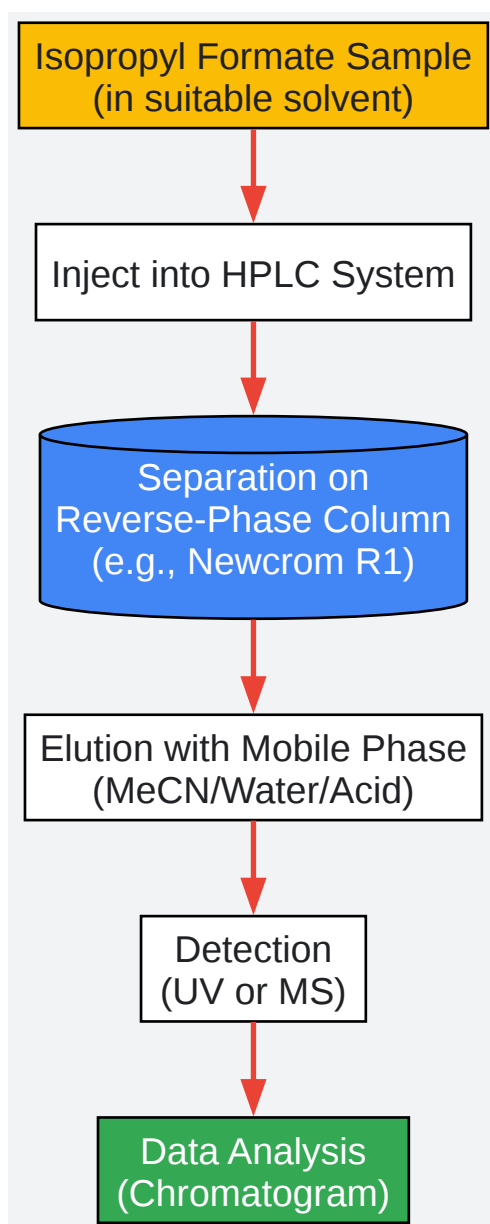 Isopropyl Formate Sample
(in suitable solvent)
Inject into HPLC System
Separation on
Reverse-Phase Column
(e.g., Newcrom R1)
Elution with Mobile Phase
(MeCN/Water/Acid)
Detection
(UV or MS)
Data Analysis
(Chromatogram)